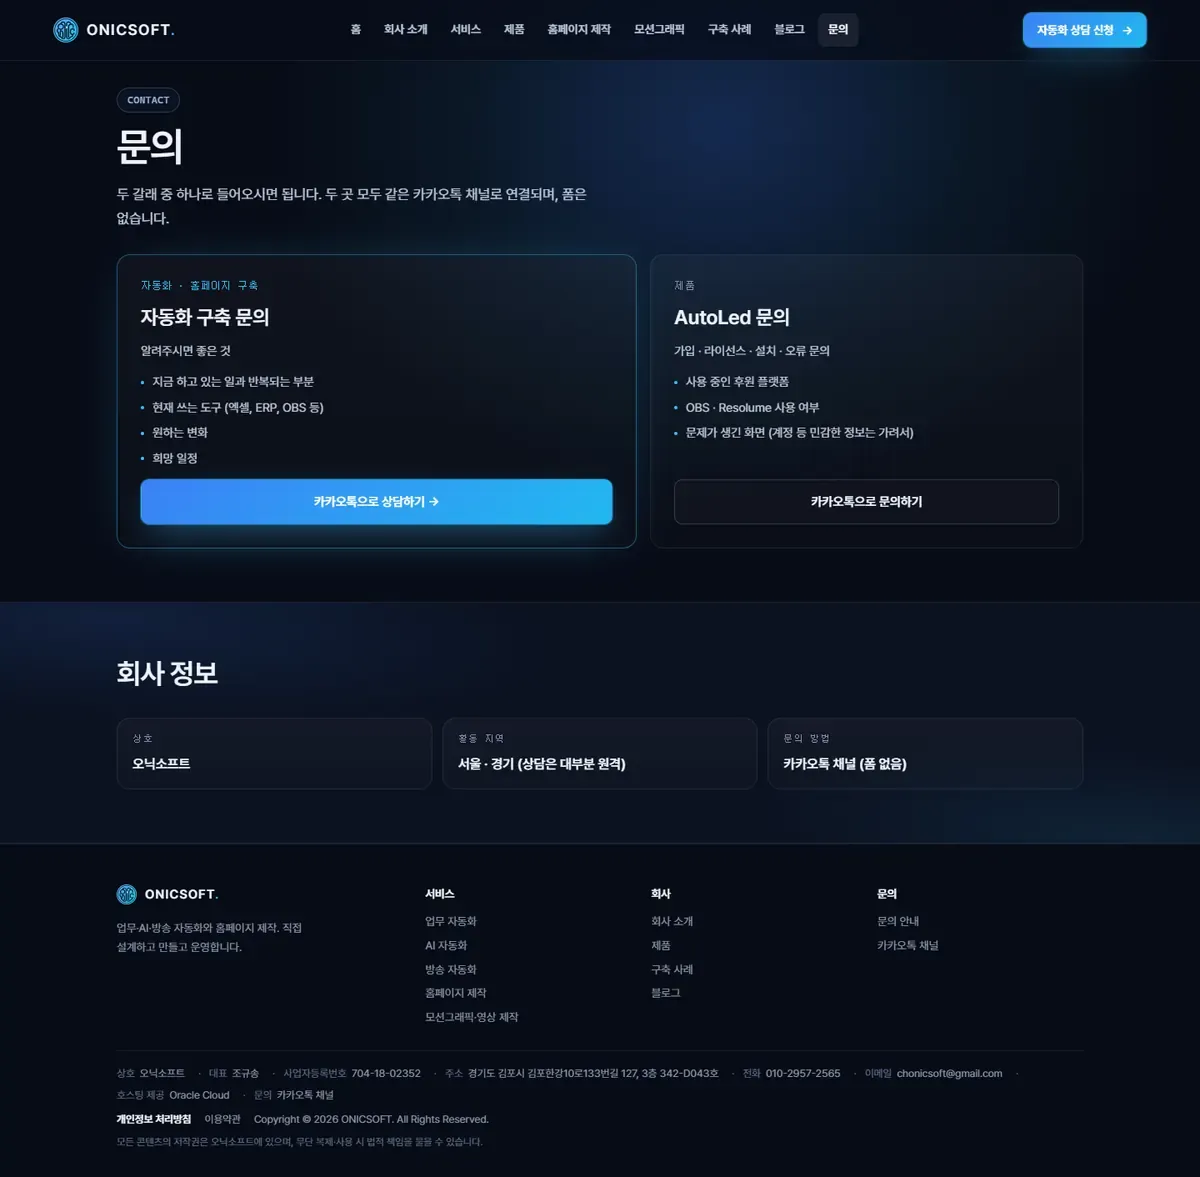 ONICSOFT.
홈
회사 소개
서비스
제품
홈페이지 제작
모션그래픽
구축 사례
블로그
문의
자동화 상담 신청 →
CONTACT
문의
두 갈래 중 하나로 들어오시면 됩니다. 두 곳 모두 같은 카카오톡 채널로 연결되며, 폼은
없습니다.
자동화 · 홈페이지 구축
자동화 구축 문의
알려주시면 좋은 것
• 지금 하고 있는 일과 반복되는 부분
• 현재 쓰는 도구 (엑셀, ERP, OBS 등)
• 원하는 변화
• 희망 일정
카카오톡으로 상담하기 →
제품
AutoLed 문의
가입 · 라이선스 · 설치 · 오류 문의
• 사용 중인 후원 플랫폼
• OBS · Resolume 사용 여부
• 문제가 생긴 화면 (계정 등 민감한 정보는 가려서)
카카오톡으로 문의하기
회사 정보
상호
오닉소프트
활동 지역
서울 · 경기 (상담은 대부분 원격)
문의 방법
카카오톡 채널 (폼 없음)
ONICSOFT.
업무·AI·방송 자동화와 홈페이지 제작. 직접
설계하고 만들고 운영합니다.
서비스
업무 자동화
AI 자동화
방송 자동화
홈페이지 제작
모션그래픽·영상 제작
회사
회사 소개
제품
구축 사례
블로그
문의
문의 안내
카카오톡 채널
상호 오닉소프트 · 대표 조규송 · 사업자등록번호 704-18-02352 · 주소 경기도 김포시 김포한강10로133번길 127, 3층 342-D043호 · 전화 010-2957-2565 · 이메일 chonicsoft@gmail.com ·
호스팅 제공 Oracle Cloud · 문의 카카오톡 채널
개인정보 처리방침 이용약관 Copyright © 2026 ONICSOFT. All Rights Reserved.
모든 콘텐츠의 저작권은 오닉소프트에 있으며, 무단 복제·사용 시 법적 책임을 물을 수 있습니다.